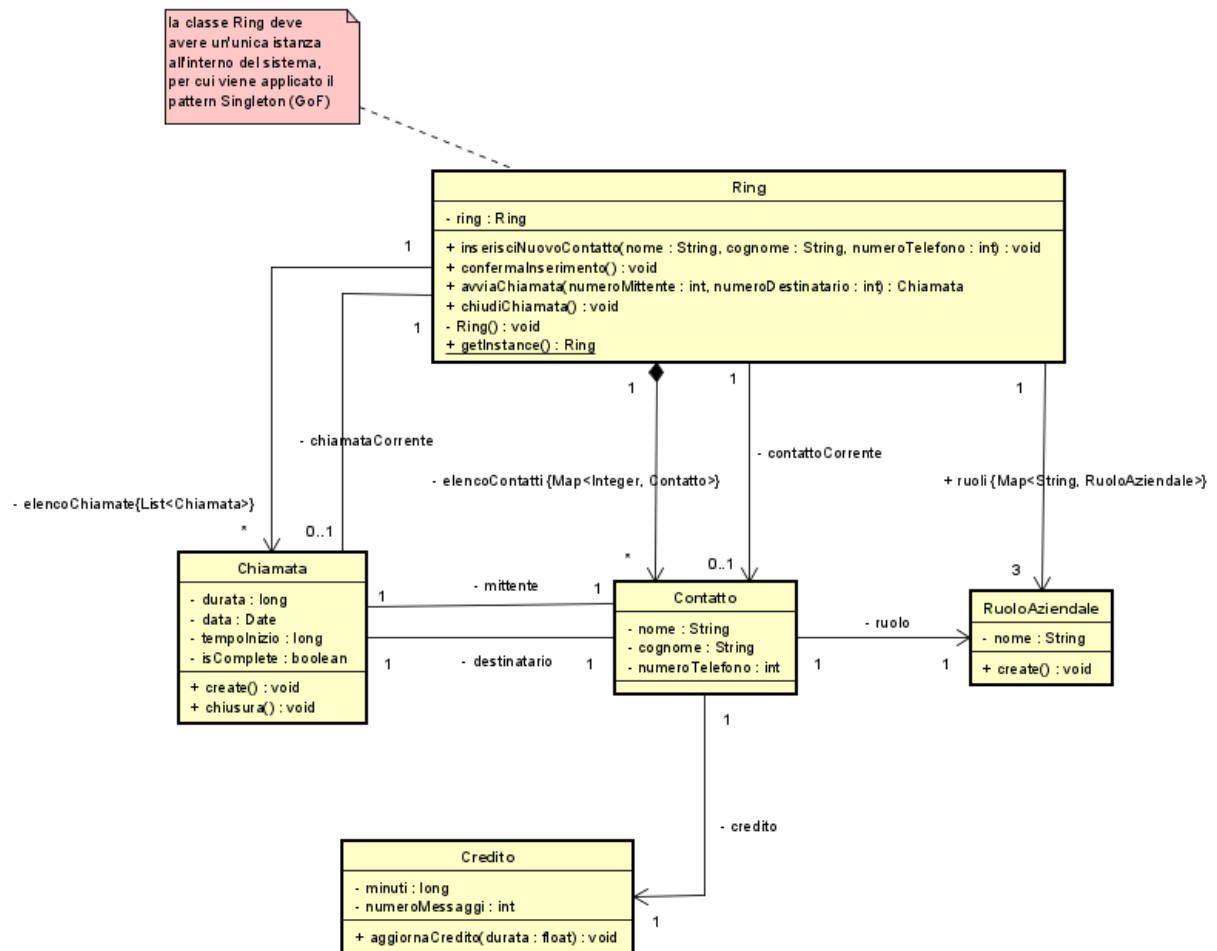 la classe Ring deve
avere un'unica istanza
all'interno del sistema,
per cui viene applicato il
pattern Singleton (GoF)
Ring
- ring : Ring
+ inserisciNuovoContatto(nome : String, cognome : String, numeroTelefono : int) : void
+ confermaInserimento() : void
+ avviaChiamata(numeroMittente : int, numeroDestinatario : int) : Chiamata
+ chiudiChiamata() : void
- Ring() : void
+ getInstance() : Ring
1
1
1
1
1
- chiamataCorrente
- contattoCorrente
- elencoContatti {Map<Integer, Contatto>}
+ ruoli {Map<String, RuoloAziendale>}
- elencoChiamate{List<Chiamata>}
*
0..1
*
0..1
3
Chiamata
- durata : long
- data : Date
- tempoInizio : long
- isComplete : boolean
+ create() : void
+ chiusura() : void
1
- mittente
1
1
- destinatario
1
Contatto
- nome : String
- cognome : String
- numeroTelefono : int
- ruolo
1
1
RuoloAziendale
- nome : String
+ create() : void
1
- credito
1
Credito
- minuti : long
- numeroMessaggi : int
+ aggiornaCredito(durata : float) : void